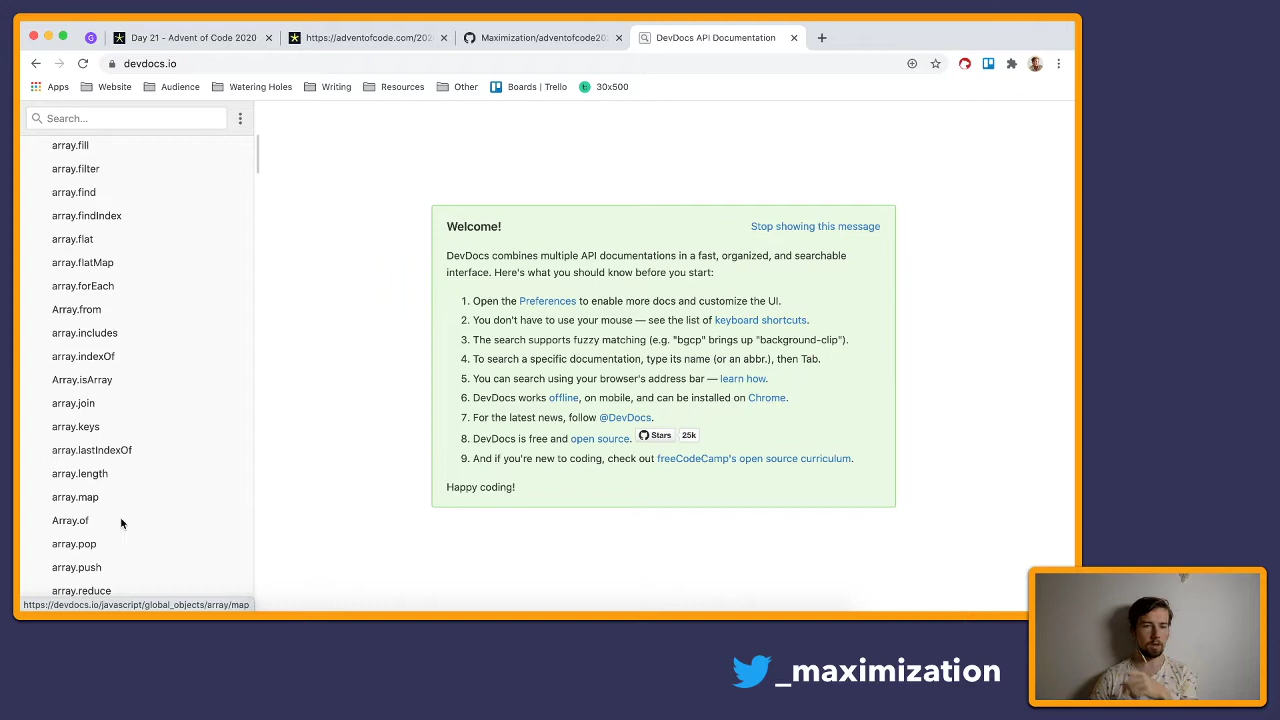 Day 21 - Advent of Code 2020
https://adventofcode.com/202
Maximization/adventofcode20
DevDocs API Documentation
devdocs.io
Apps
Website
Audience
Watering Holes
Writing
Resources
Other
Boards | Trello
30x500
Search...
array.fill
array.filter
array.find
array.findIndex
array.flat
array.flatMap
array.forEach
Array.from
array.includes
array.indexOf
Array.isArray
array.join
array.keys
array.lastIndexOf
array.length
array.map
Array.of
array.pop
array.push
array.reduce
https://devdocs.io/javascript/global_objects/array/map
Welcome!
Stop showing this message
DevDocs combines multiple API documentations in a fast, organized, and searchable
interface. Here's what you should know before you start:
1. Open the Preferences to enable more docs and customize the UI.
2. You don't have to use your mouse — see the list of keyboard shortcuts.
3. The search supports fuzzy matching (e.g. "bgcp" brings up "background-clip").
4. To search a specific documentation, type its name (or an abbr.), then Tab.
5. You can search using your browser's address bar — learn how.
6. DevDocs works offline, on mobile, and can be installed on Chrome.
7. For the latest news, follow @DevDocs.
8. DevDocs is free and open source. Stars 25k
9. And if you're new to coding, check out freeCodeCamp's open source curriculum.
Happy coding!
_maximization